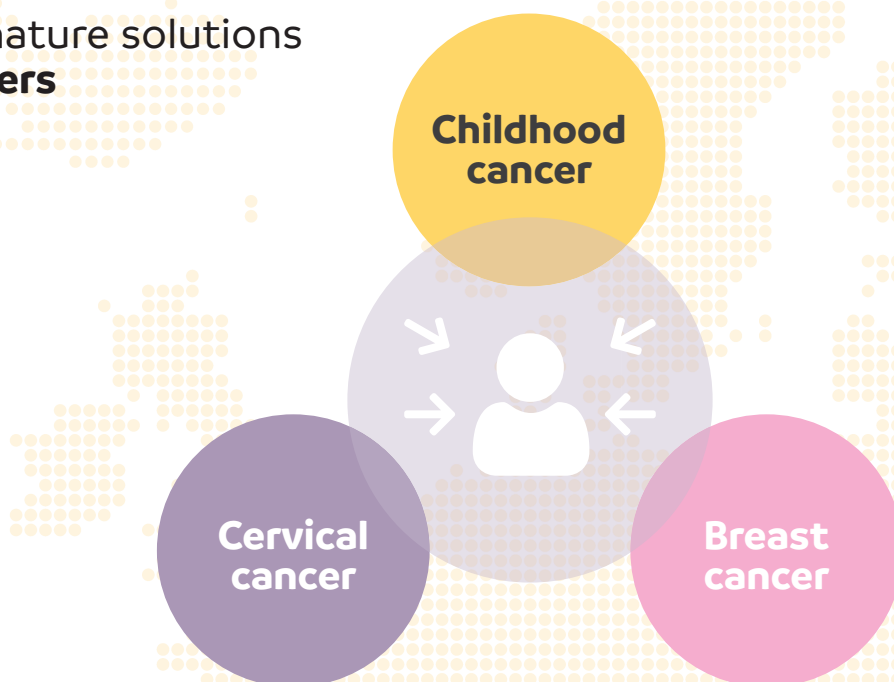 nature solutions
ers
Childhood
cancer
Cervical
cancer
Breast
cancer